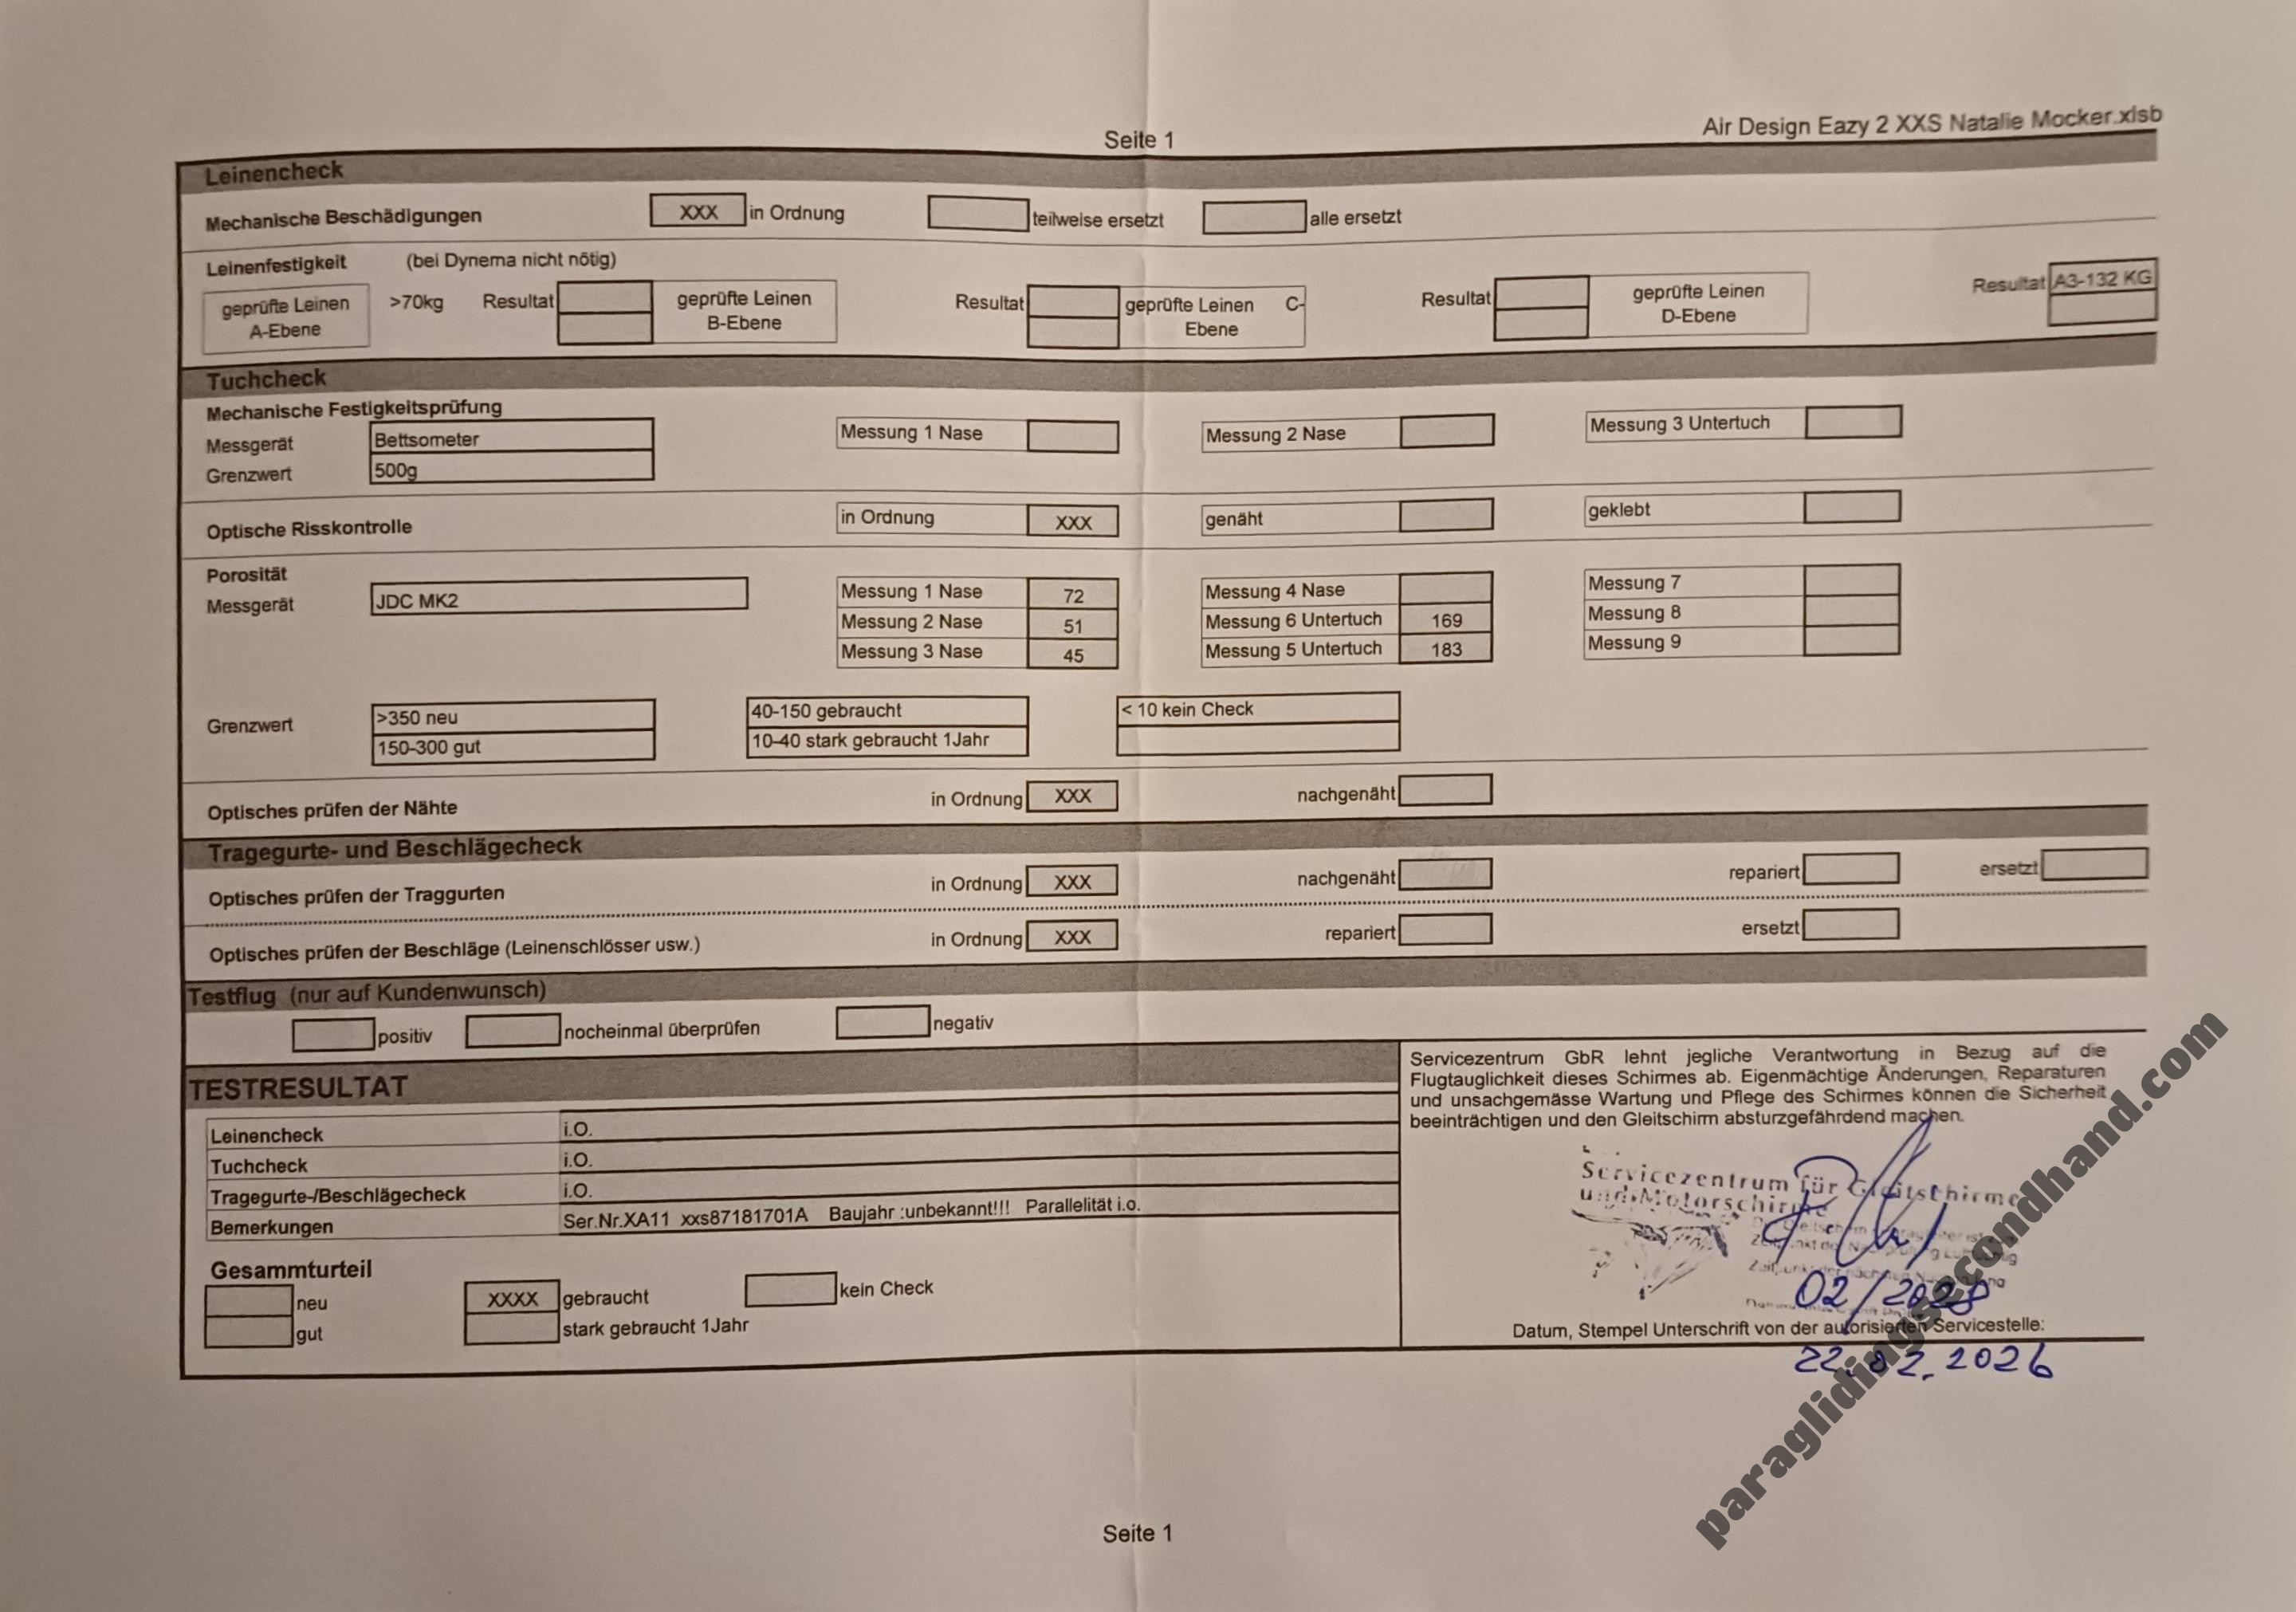 Seite 1
Air Design Eazy 2 XXS Natalie Mocker.xlsb
Leinencheck
Mechanische Beschädigungen XXX in Ordnung teilweise ersetzt alle ersetzt
Leinenfestigkeit (bei Dynema nicht nötig)
geprüfte Leinen A-Ebene >70kg Resultat geprüfte Leinen B-Ebene Resultat geprüfte Leinen C-Ebene Resultat geprüfte Leinen D-Ebene Resultat A3-132 KG
Tuchcheck
Mechanische Festigkeitsprüfung
Messgerät Bettsometer Messung 1 Nase Messung 2 Nase Messung 3 Untertuch
Grenzwert 500g
Optische Risskontrolle in Ordnung XXX genäht geklebt
Porosität
Messgerät JDC MK2 Messung 1 Nase 72 Messung 4 Nase Messung 7
Messung 2 Nase 51 Messung 6 Untertuch 169 Messung 8
Messung 3 Nase 45 Messung 5 Untertuch 183 Messung 9
Grenzwert >350 neu 40-150 gebraucht < 10 kein Check
150-300 gut 10-40 stark gebraucht 1Jahr
Optisches prüfen der Nähte in Ordnung XXX nachgenäht
Tragegurte- und Beschlägecheck
Optisches prüfen der Traggurten in Ordnung XXX nachgenäht repariert ersetzt
Optisches prüfen der Beschläge (Leinenschlösser usw.) in Ordnung XXX repariert ersetzt
Testflug (nur auf Kundenwunsch)
positiv nocheinmal überprüfen negativ
TESTRESULTAT
Leinencheck i.O.
Tuchcheck i.O.
Tragegurte-/Beschlägecheck i.O.
Bemerkungen Ser.Nr.XA11 xxs87181701A Baujahr :unbekannt!!! Parallelität i.o.
Gesammturteil
neu XXXX gebraucht kein Check
gut stark gebraucht 1Jahr
Servicezentrum GbR lehnt jegliche Verantwortung in Bezug auf die
Flugtauglichkeit dieses Schirmes ab. Eigenmächtige Änderungen, Reparaturen
und unsachgemässe Wartung und Pflege des Schirmes können die Sicherheit
beeinträchtigen und den Gleitschirm absturzgefährdend machen.
Servicezentrum für Gleitschirme
und Motorschirme
02/2028
Datum, Stempel Unterschrift von der autorisierten Servicestelle:
22.02.2026
paraglidingsecondhand.com
Seite 1